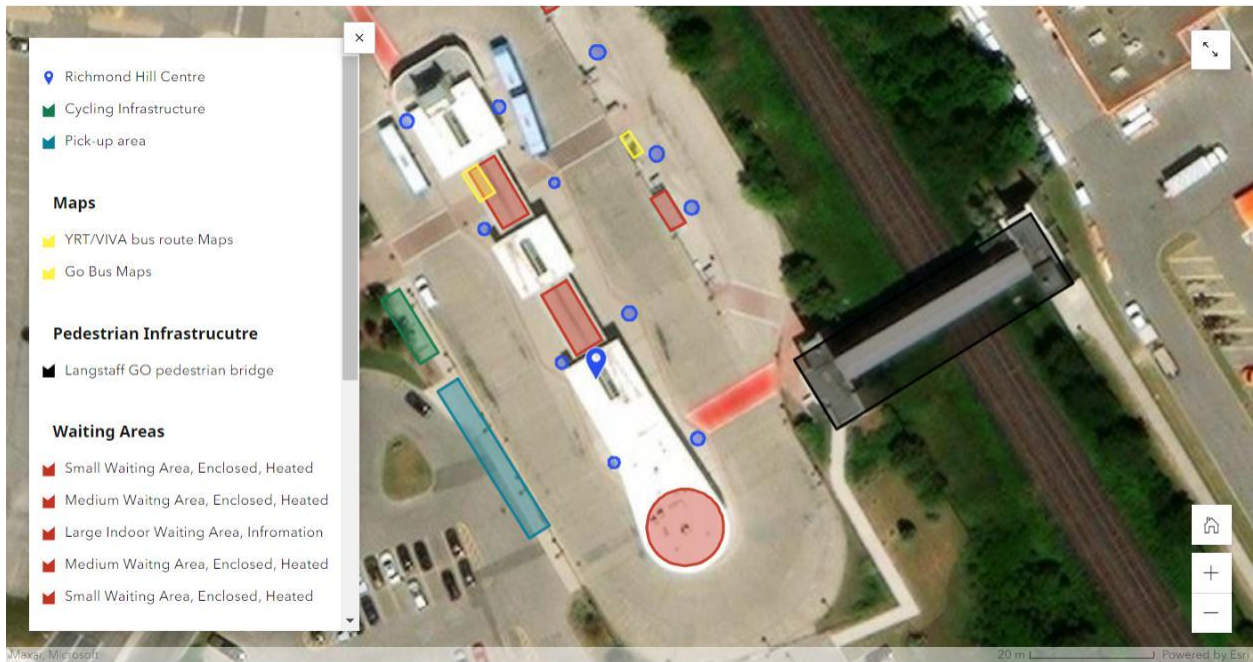 Richmond Hill Centre
Cycling Infrastructure
Pick-up area
Maps
YRT/VIVA bus route Maps
Go Bus Maps
Pedestrian Infrastrucutre
Langstaff GO pedestrian bridge
Waiting Areas
Small Waiting Area, Enclosed, Heated
Medium Waitng Area, Enclosed, Heated
Large Indoor Waiting Area, Infromation
Medium Waitng Area, Enclosed, Heated
Small Waiting Area, Enclosed, Heated
Maxar, Microsoft
20 m
Powered by Esri